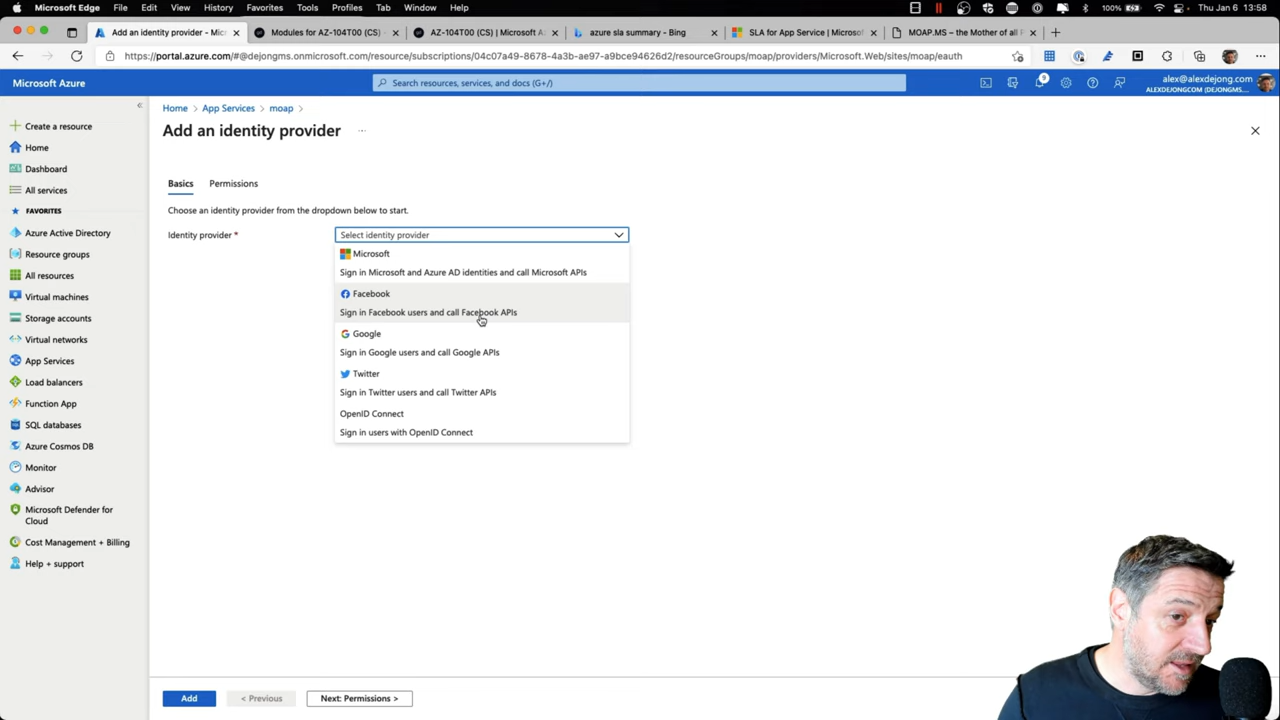 Microsoft Edge File Edit View History Favorites Tools Profiles Tab Window Help 100% Thu Jan 6 13:58
Add an identity provider - Micr Modules for AZ-104T00 (CS) - AZ-104T00 (CS) | Microsoft Az azure sla summary - Bing SLA for App Service | Microsoft MOAP.MS – the Mother of all P
https://portal.azure.com/#@dejongms.onmicrosoft.com/resource/subscriptions/04c07a49-8678-4a3b-ae97-a9bce94626d2/resourceGroups/moap/providers/Microsoft.Web/sites/moap/eauth
Microsoft Azure
Search resources, services, and docs (G+/)
9
alex@alexdejong.com
ALEXDEJONGCOM (DEJONGMS....
Home > App Services > moap >
Add an identity provider ...
Create a resource
Home
Dashboard
All services
FAVORITES
Azure Active Directory
Resource groups
All resources
Virtual machines
Storage accounts
Virtual networks
App Services
Load balancers
Function App
SQL databases
Azure Cosmos DB
Monitor
Advisor
Microsoft Defender for
Cloud
Cost Management + Billing
Help + support
Basics Permissions
Choose an identity provider from the dropdown below to start.
Identity provider *
Select identity provider
Microsoft
Sign in Microsoft and Azure AD identities and call Microsoft APIs
Facebook
Sign in Facebook users and call Facebook APIs
Google
Sign in Google users and call Google APIs
Twitter
Sign in Twitter users and call Twitter APIs
OpenID Connect
Sign in users with OpenID Connect
Add
< Previous
Next: Permissions >